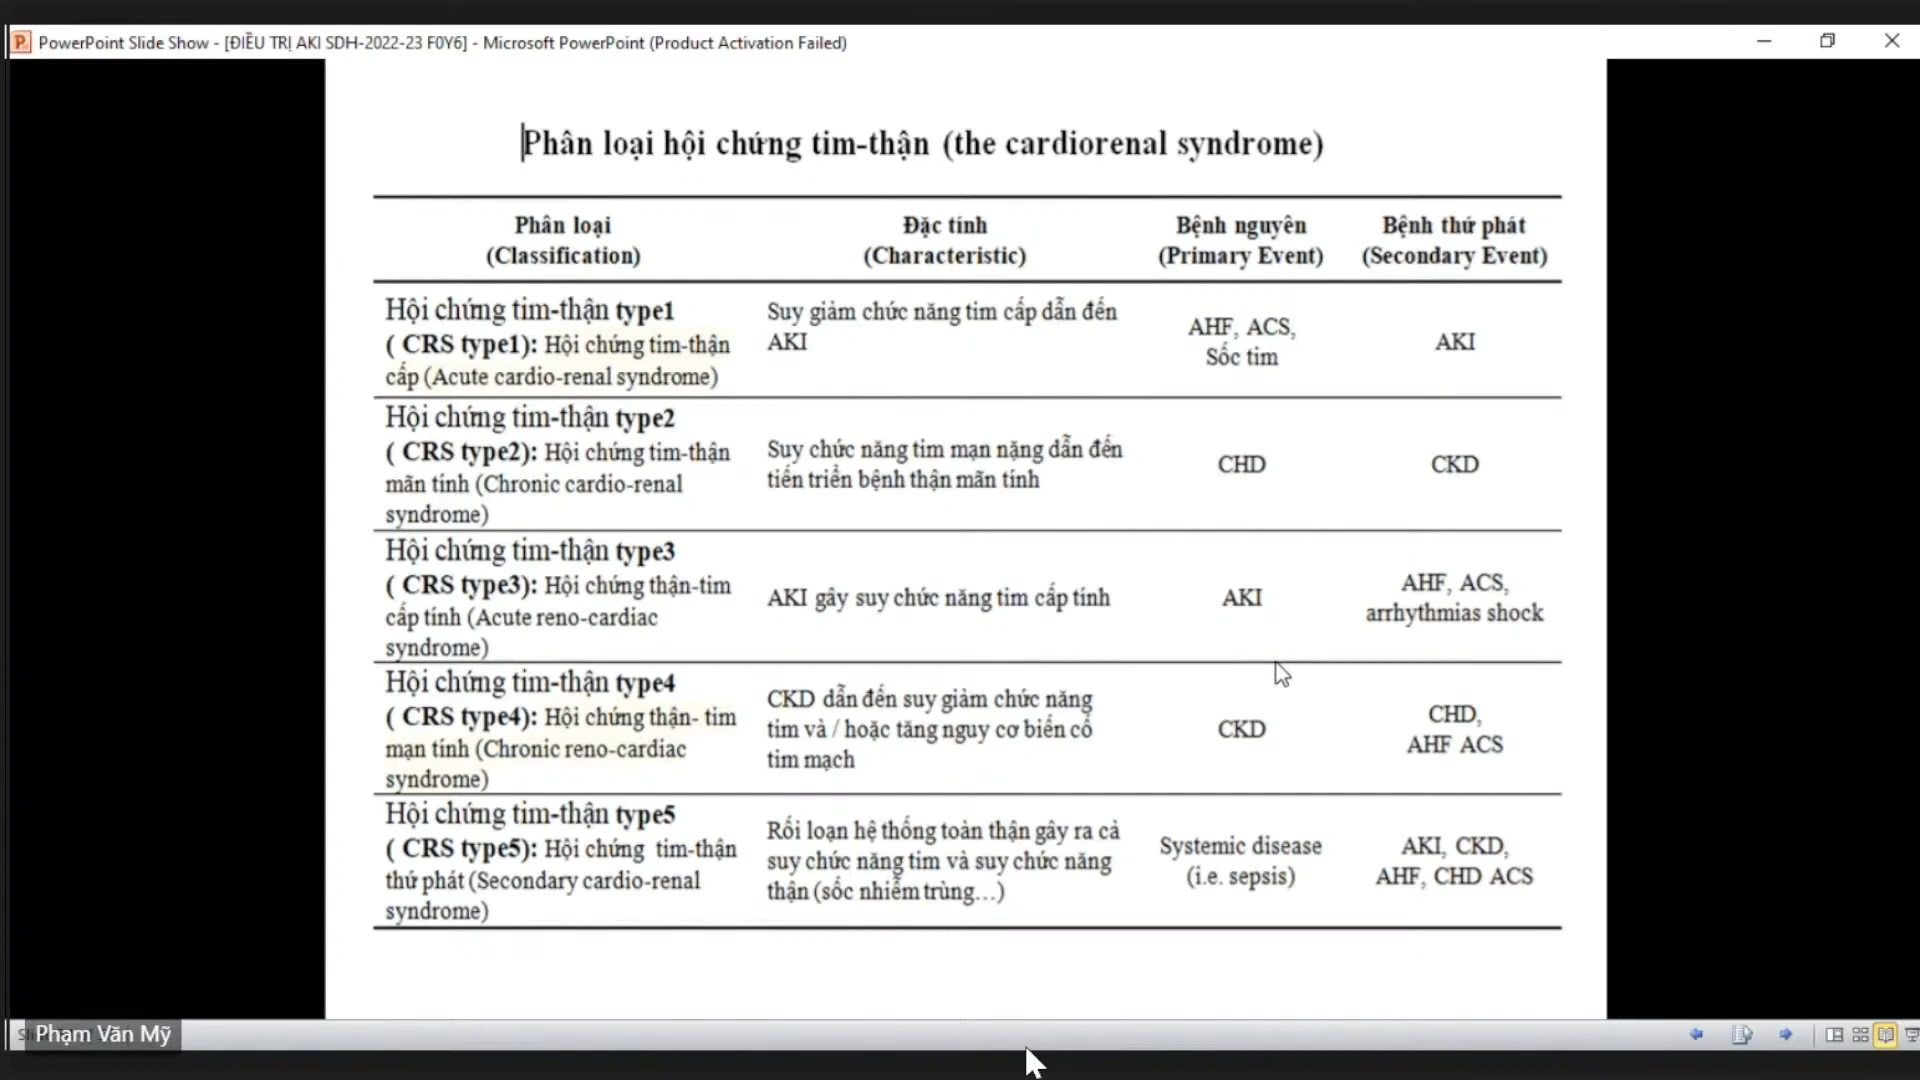 PowerPoint Slide Show - [ĐIỀU TRỊ AKI SDH-2022-23 F0Y6] - Microsoft PowerPoint (Product Activation Failed)
Phân loại hội chứng tim-thận (the cardiorenal syndrome)
Phân loại
(Classification)
Đặc tính
(Characteristic)
Bệnh nguyên
(Primary Event)
Bệnh thứ phát
(Secondary Event)
Hội chứng tim-thận type1
( CRS type1): Hội chứng tim-thận
cấp (Acute cardio-renal syndrome)
Suy giảm chức năng tim cấp dẫn đến
AKI
AHF, ACS,
Sốc tim
AKI
Hội chứng tim-thận type2
( CRS type2): Hội chứng tim-thận
mãn tính (Chronic cardio-renal
syndrome)
Suy chức năng tim mạn nặng dẫn đến
tiến triển bệnh thận mãn tính
CHD
CKD
Hội chứng tim-thận type3
( CRS type3): Hội chứng thận-tim
cấp tính (Acute reno-cardiac
syndrome)
AKI gây suy chức năng tim cấp tính
AKI
AHF, ACS,
arrhythmias shock
Hội chứng tim-thận type4
( CRS type4): Hội chứng thận- tim
mạn tính (Chronic reno-cardiac
syndrome)
CKD dẫn đến suy giảm chức năng
tim và / hoặc tăng nguy cơ biến cố
tim mạch
CKD
CHD,
AHF ACS
Hội chứng tim-thận type5
( CRS type5): Hội chứng tim-thận
thứ phát (Secondary cardio-renal
syndrome)
Rối loạn hệ thống toàn thận gây ra cả
suy chức năng tim và suy chức năng
thận (sốc nhiễm trùng...)
Systemic disease
(i.e. sepsis)
AKI, CKD,
AHF, CHD ACS
Phạm Văn Mỹ